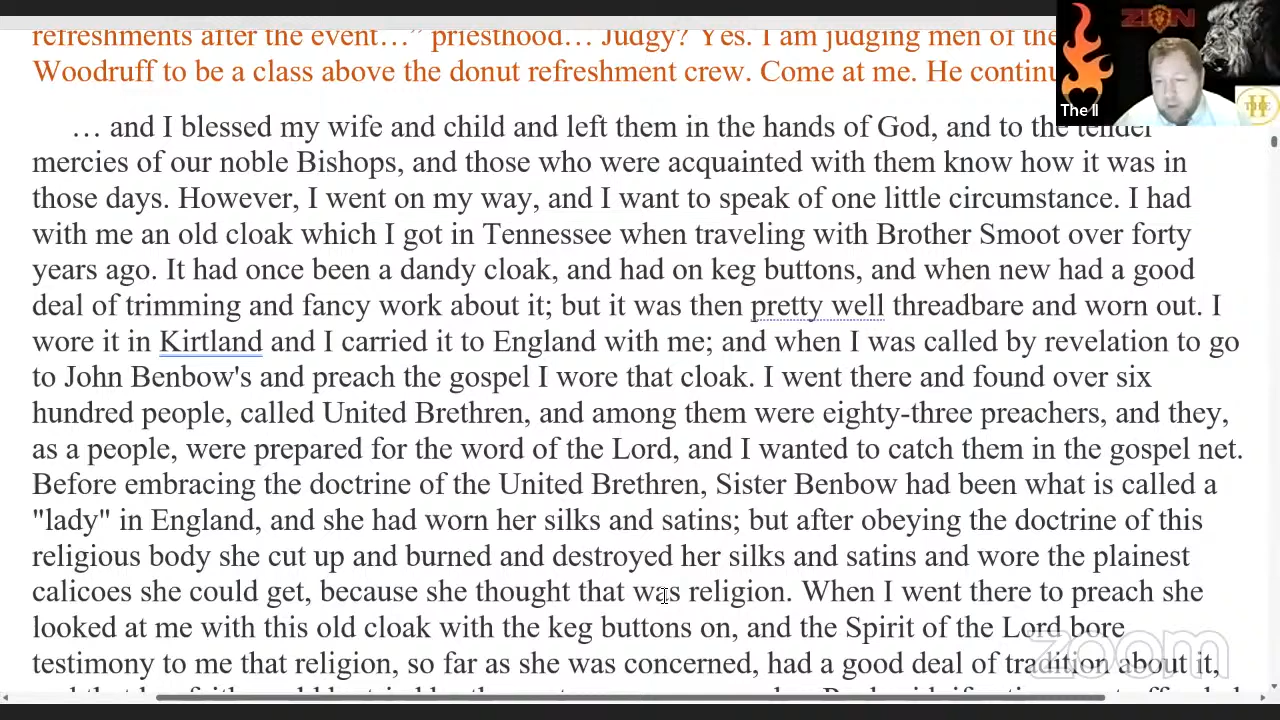 refreshments after the event…” priesthood… Judgy? Yes. I am judging men of the
Woodruff to be a class above the donut refreshment crew. Come at me. He
ZION
The II
THE II
… and I blessed my wife and child and left them in the hands of God, and to the tender
mercies of our noble Bishops, and those who were acquainted with them know how it was in
those days. However, I went on my way, and I want to speak of one little circumstance. I had
with me an old cloak which I got in Tennessee when traveling with Brother Smoot over forty
years ago. It had once been a dandy cloak, and had on keg buttons, and when new had a good
deal of trimming and fancy work about it; but it was then pretty well threadbare and worn out. I
wore it in Kirtland and I carried it to England with me; and when I was called by revelation to go
to John Benbow's and preach the gospel I wore that cloak. I went there and found over six
hundred people, called United Brethren, and among them were eighty-three preachers, and they,
as a people, were prepared for the word of the Lord, and I wanted to catch them in the gospel net.
Before embracing the doctrine of the United Brethren, Sister Benbow had been what is called a
"lady" in England, and she had worn her silks and satins; but after obeying the doctrine of this
religious body she cut up and burned and destroyed her silks and satins and wore the plainest
calicoes she could get, because she thought that was religion. When I went there to preach she
looked at me with this old cloak with the keg buttons on, and the Spirit of the Lord bore
testimony to me that religion, so far as she was concerned, had a good deal of tradition about it,
zoom